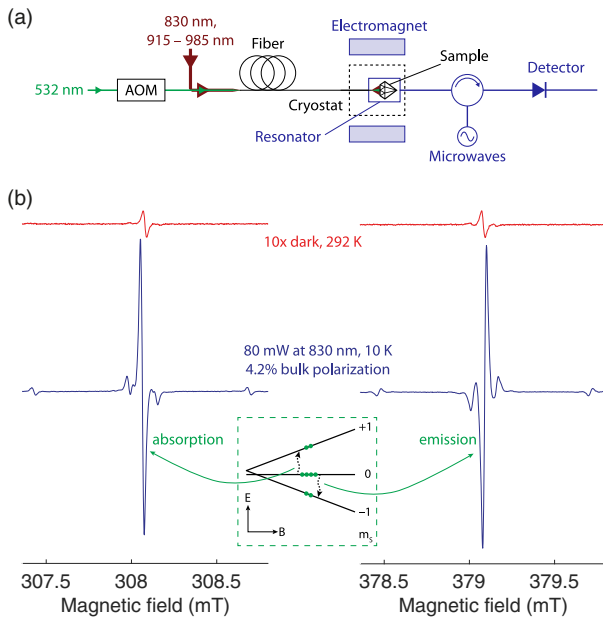 (a)
830 nm,
915 – 985 nm
Fiber
Electromagnet
Sample
Detector
532 nm
AOM
Cryostat
Resonator
Microwaves
(b)
10x dark, 292 K
80 mW at 830 nm, 10 K
4.2% bulk polarization
absorption
emission
+1
0
−1
E
B
ms
307.5 308 308.5
378.5 379 379.5
Magnetic field (mT)
Magnetic field (mT)